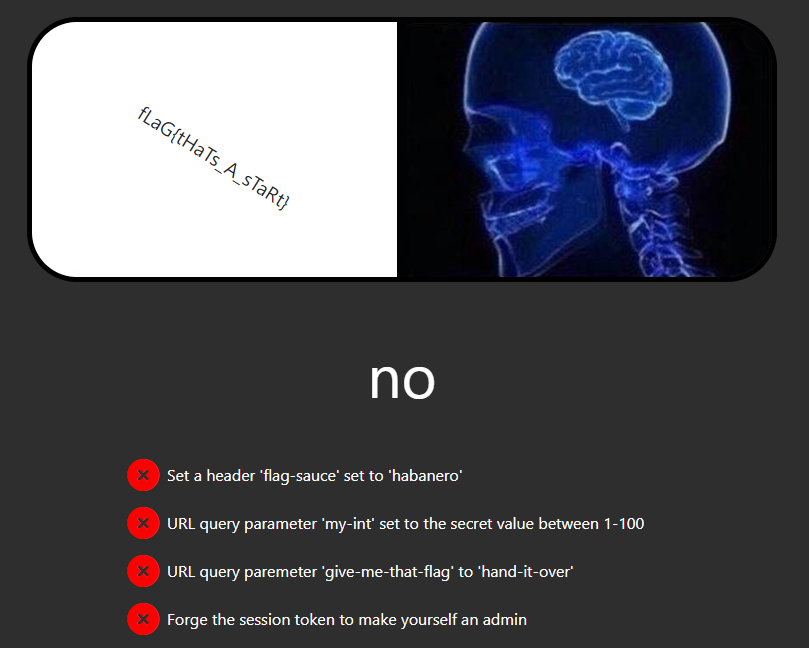 fLaG{tHaTs_A_sTaRt}
no
Set a header 'flag-sauce' set to 'habanero'
URL query parameter 'my-int' set to the secret value between 1-100
URL query paremeter 'give-me-that-flag' to 'hand-it-over'
Forge the session token to make yourself an admin